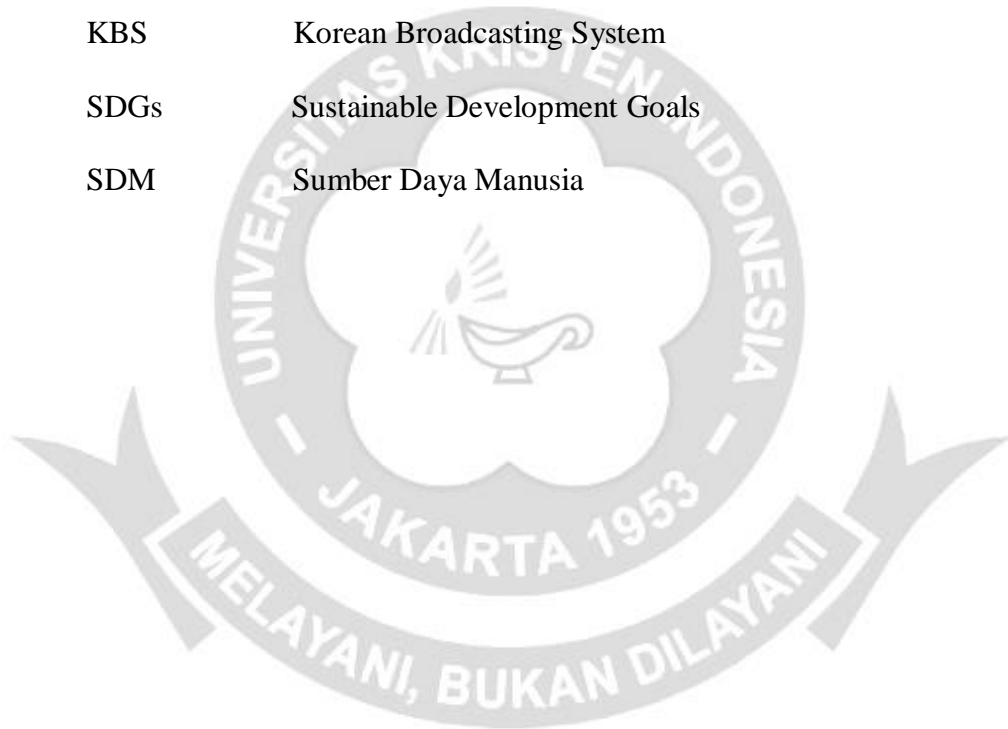 KBS Korean Broadcasting System
SDGs Sustainable Development Goals
SDM Sumber Daya Manusia
UNIVERSITAS KRISTEN INDONESIA
- JAKARTA 1953 -
MELAYANI, BUKAN DILAYANI